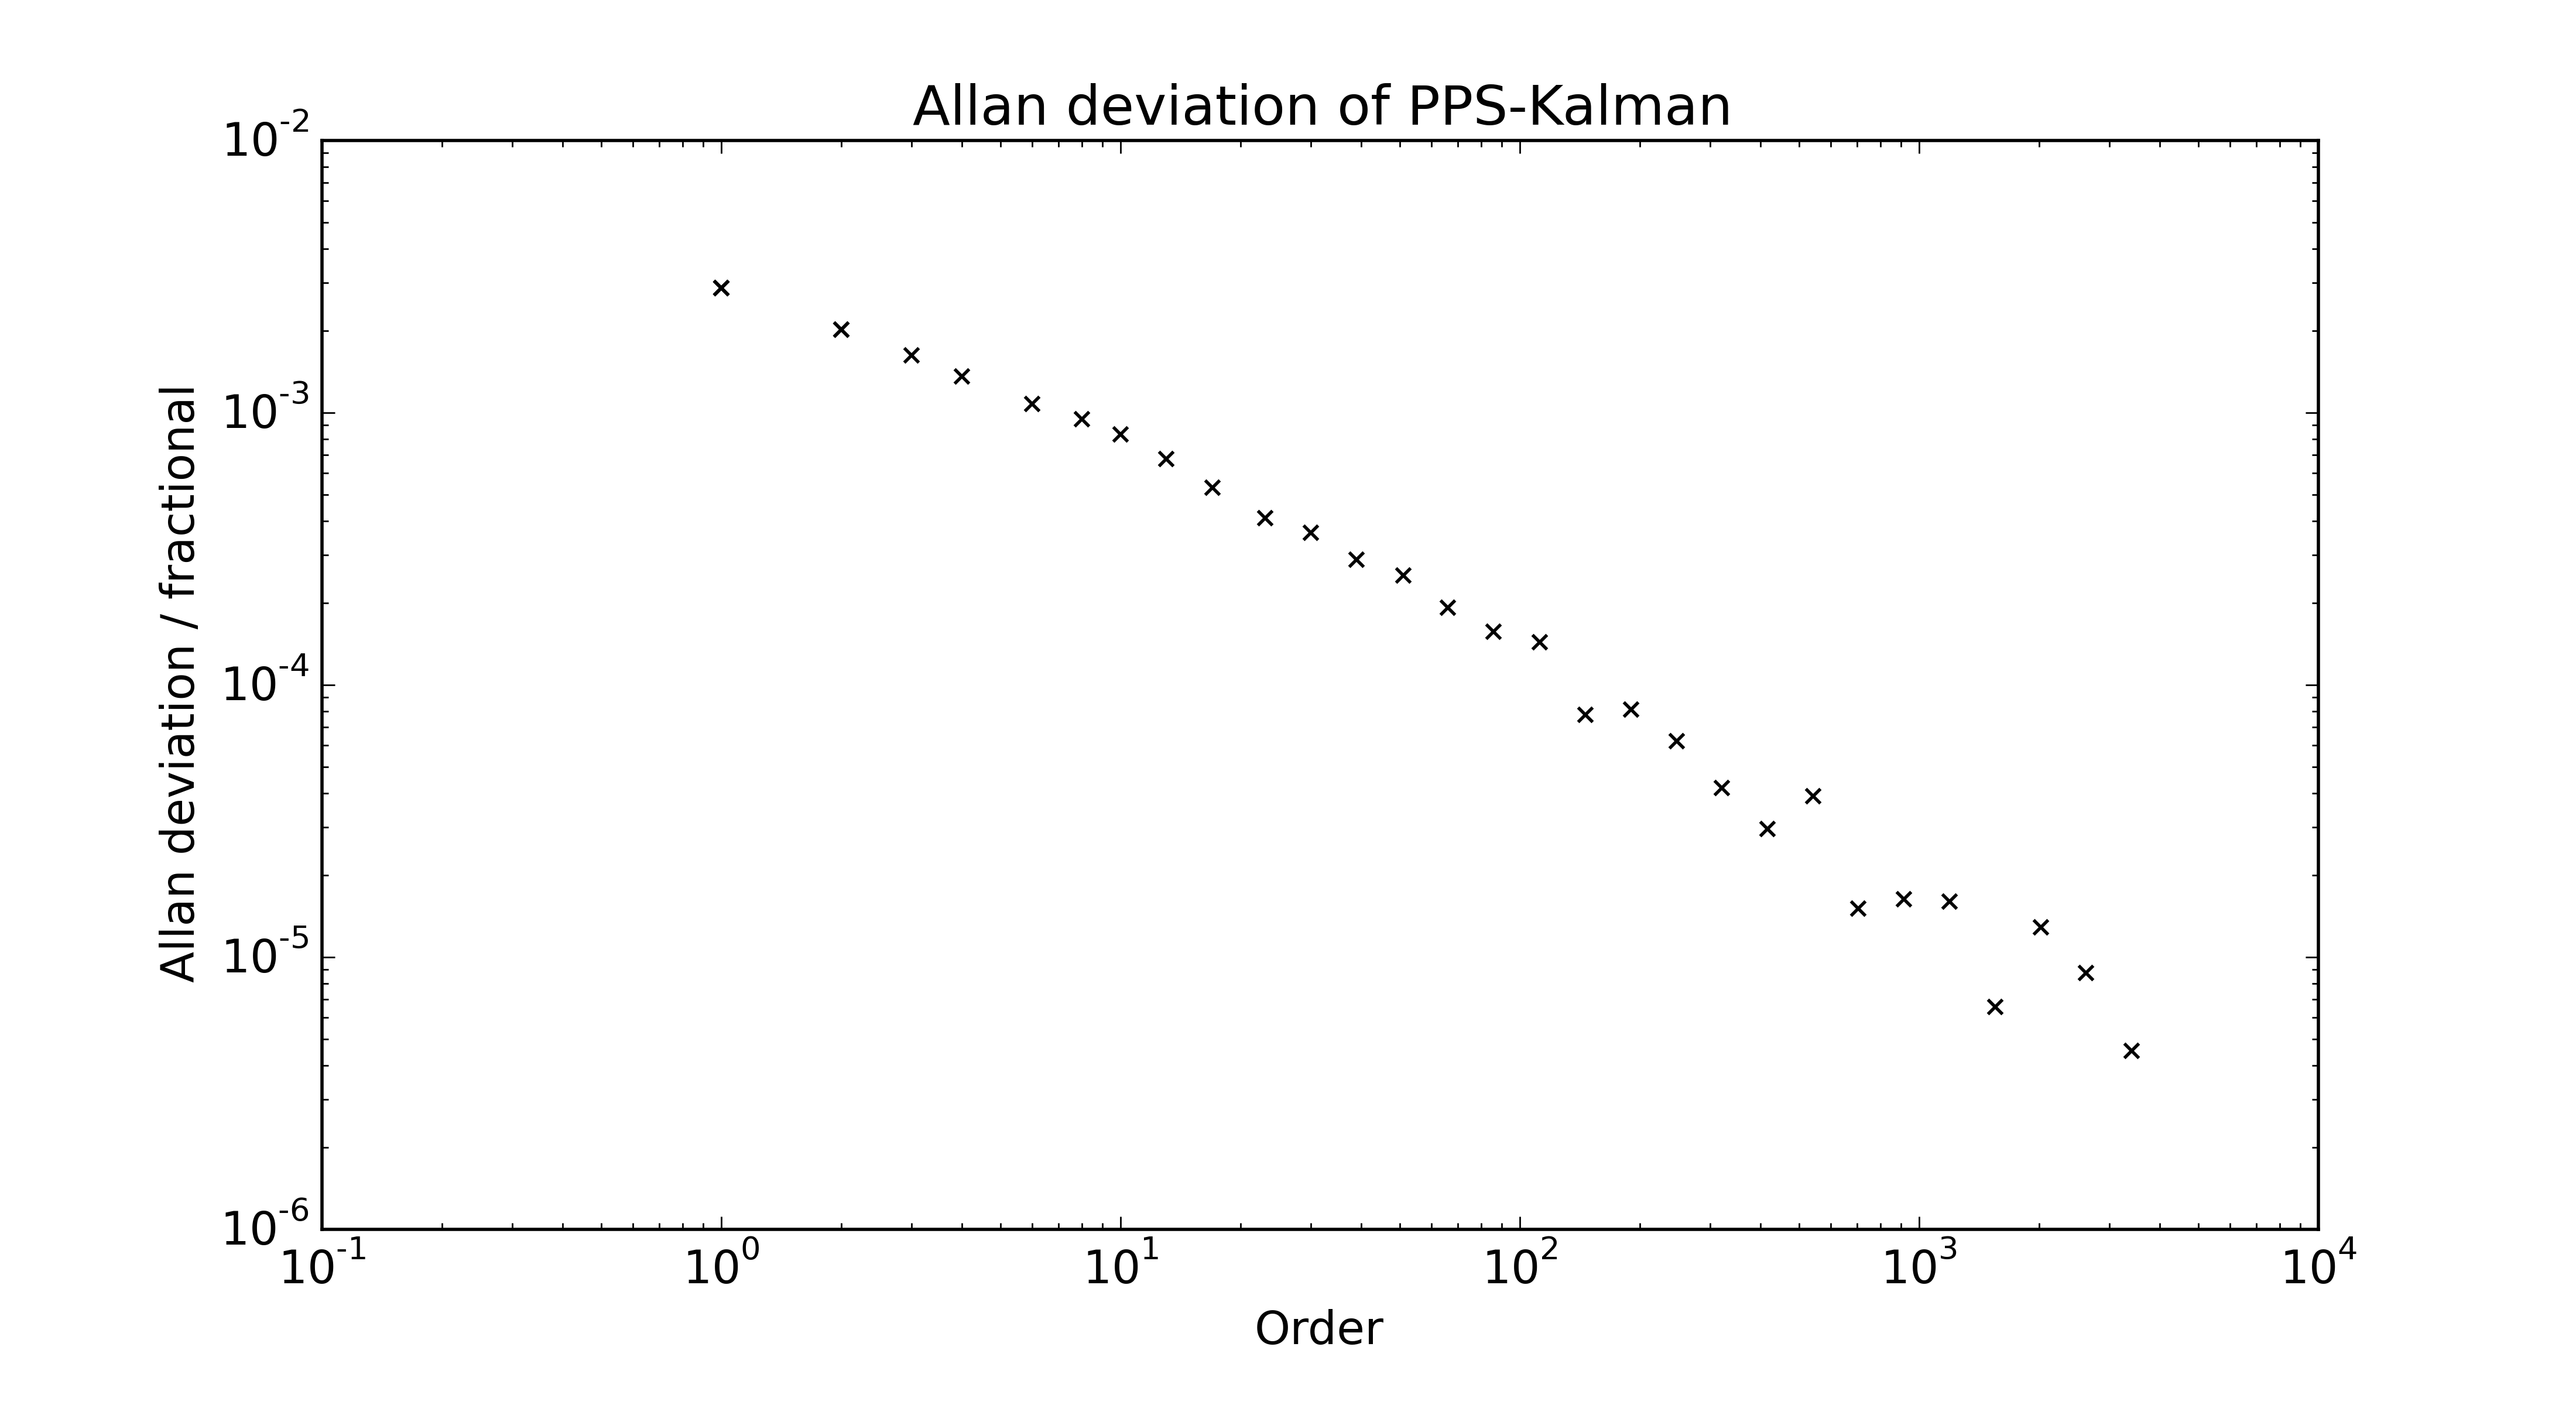 Allan deviation of PPS-Kalman
Allan deviation / fractional
10^-2
10^-3
10^-4
10^-5
10^-6
10^-1 10^0 10^1 10^2 10^3 10^4
Order